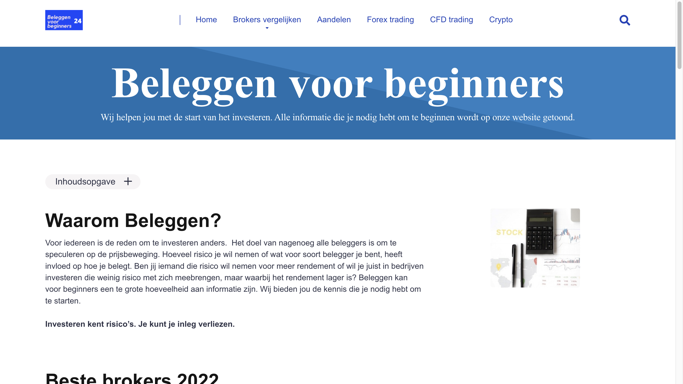 Beleggen
voor
beginners 24
Home
Brokers vergelijken
Aandelen
Forex trading
CFD trading
Crypto
Beleggen voor beginners
Wij helpen jou met de start van het investeren. Alle informatie die je nodig hebt om te beginnen wordt op onze website getoond.
Inhoudsopgave
Waarom Beleggen?
Voor iedereen is de reden om te investeren anders.  Het doel van nagenoeg alle beleggers is om te
speculeren op de prijsbeweging. Hoeveel risico je wil nemen of wat voor soort belegger je bent, heeft
invloed op hoe je belegt. Ben jij iemand die risico wil nemen voor meer rendement of wil je juist in bedrijven
investeren die weinig risico met zich meebrengen, maar waarbij het rendement lager is? Beleggen kan
voor beginners een te grote hoeveelheid aan informatie zijn. Wij bieden jou de kennis die je nodig hebt om
te starten.
Investeren kent risico's. Je kunt je inleg verliezen.
STOCK
Beste brokers 2022